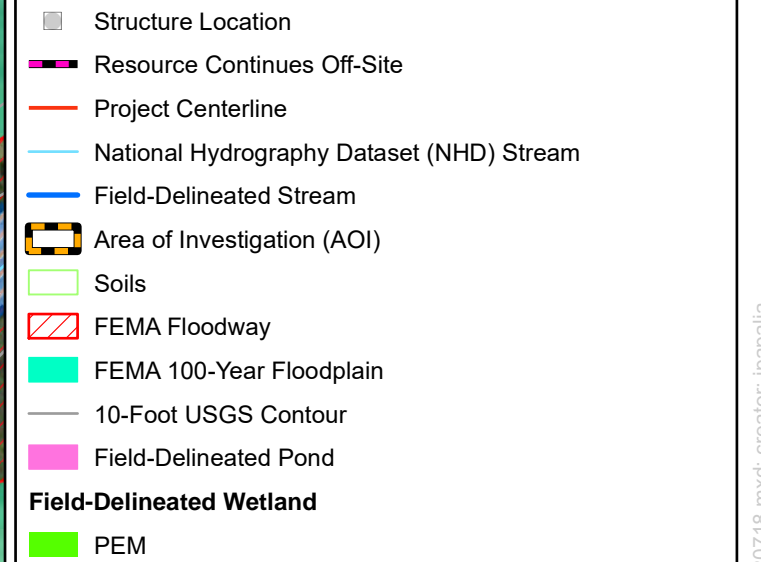 Structure Location
Resource Continues Off-Site
Project Centerline
National Hydrography Dataset (NHD) Stream
Field-Delineated Stream
Area of Investigation (AOI)
Soils
FEMA Floodway
FEMA 100-Year Floodplain
10-Foot USGS Contour
Field-Delineated Pond
Field-Delineated Wetland
PEM